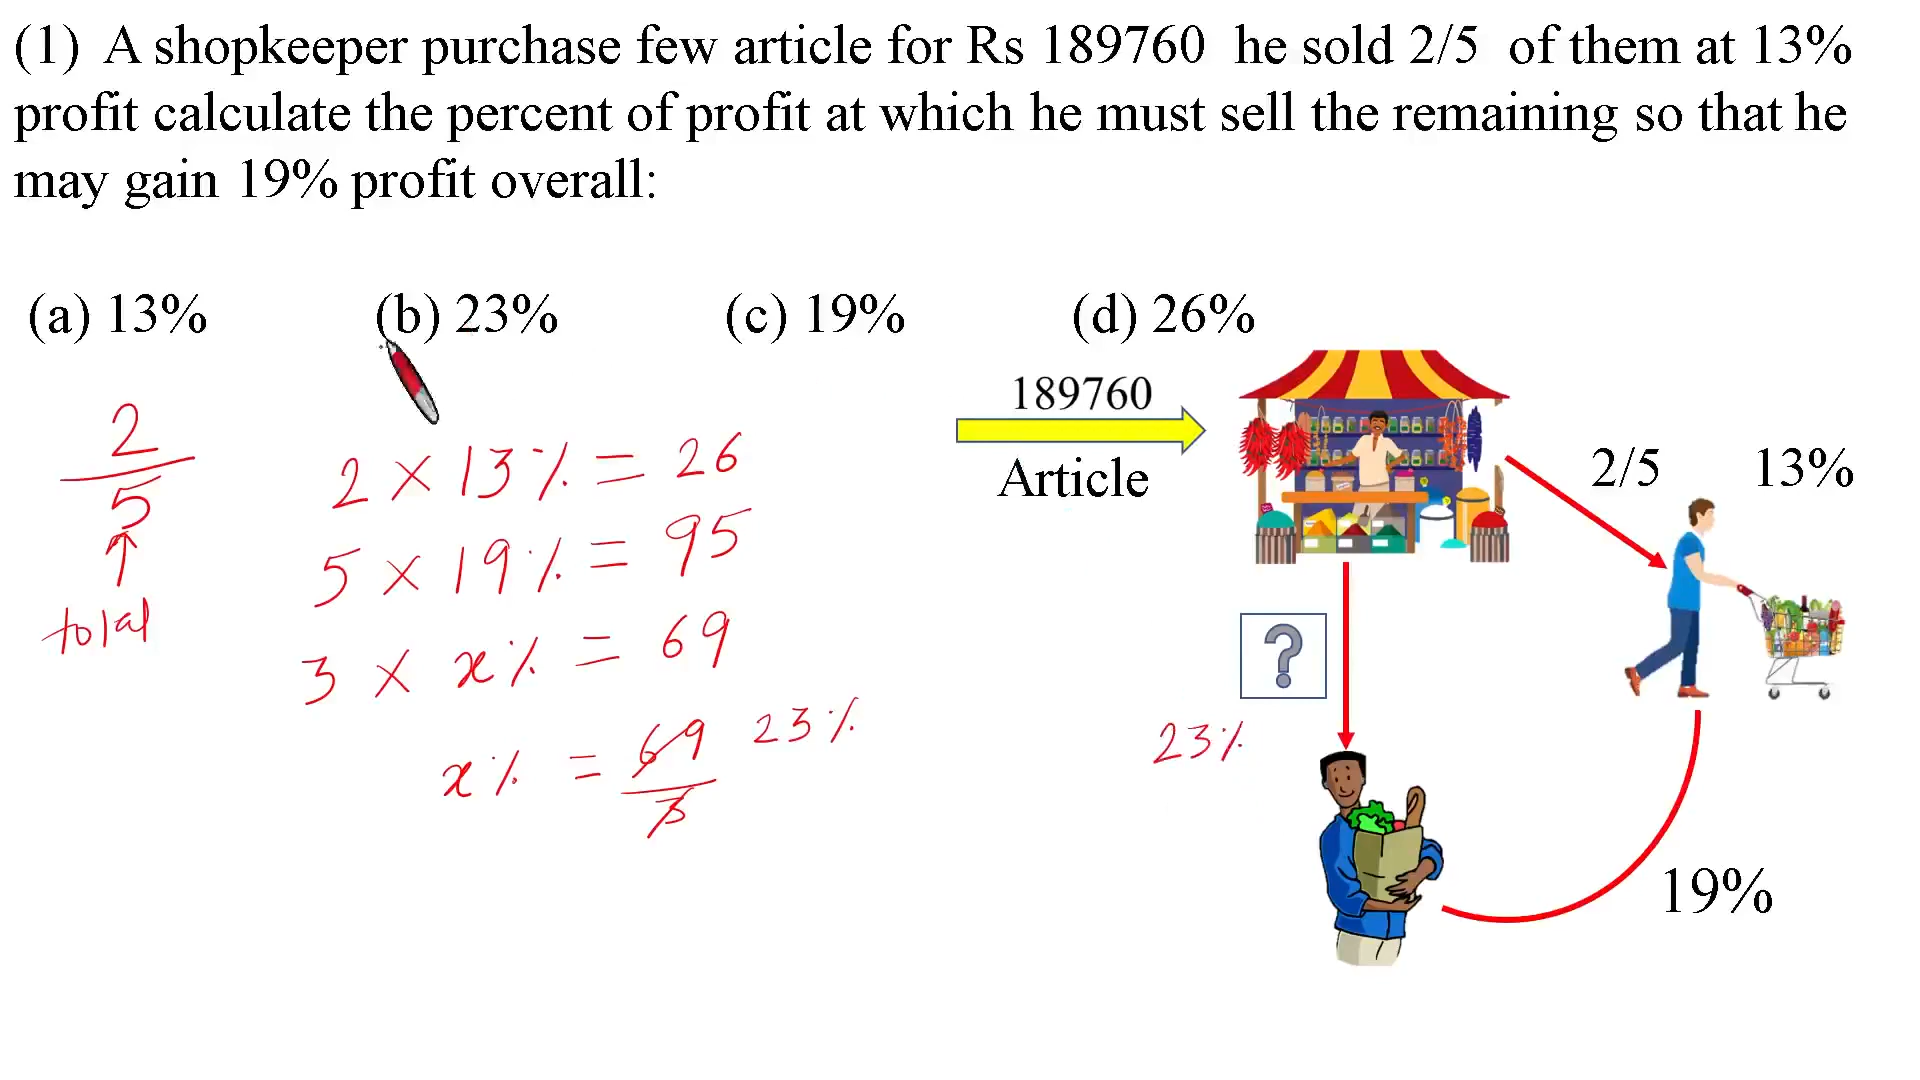 (1) A shopkeeper purchase few article for Rs 189760 he sold 2/5 of them at 13%
profit calculate the percent of profit at which he must sell the remaining so that he
may gain 19% profit overall:
(a) 13% (b) 23% (c) 19% (d) 26%
2
5
total
2 × 13% = 26
5 × 19% = 95
3 × x% = 69
x% = 69/3 23%
189760
Article
2/5 13%
?
23%
19%